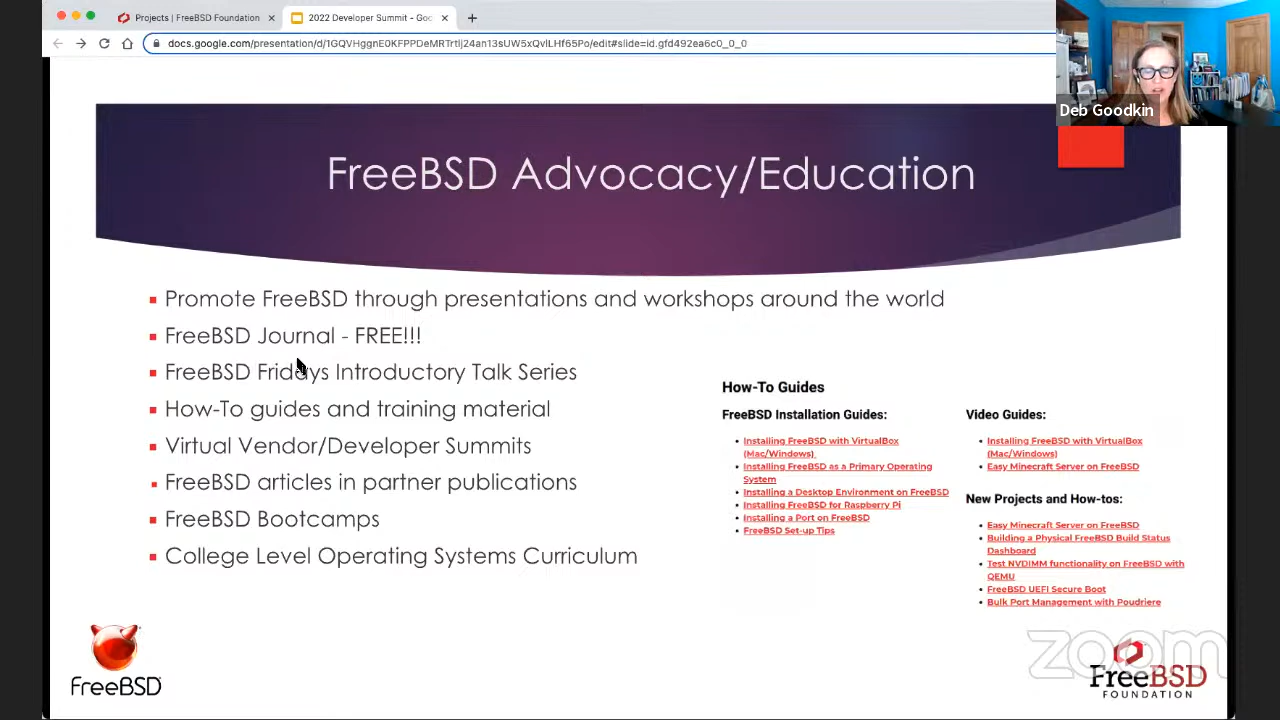 Projects | FreeBSD Foundation
2022 Developer Summit - Goo
docs.google.com/presentation/d/1GQVHggnE0KFPPDeMRTrtlj24an13sUW5xQvlLHf65Po/edit#slide=id.gfd492ea6c0_0_0
Deb Goodkin
FreeBSD Advocacy/Education
Promote FreeBSD through presentations and workshops around the world
FreeBSD Journal - FREE!!!
FreeBSD Fridays Introductory Talk Series
How-To guides and training material
Virtual Vendor/Developer Summits
FreeBSD articles in partner publications
FreeBSD Bootcamps
College Level Operating Systems Curriculum
How-To Guides
FreeBSD Installation Guides:
Installing FreeBSD with VirtualBox
(Mac/Windows)
Installing FreeBSD as a Primary Operating
System
Installing a Desktop Environment on FreeBSD
Installing FreeBSD for Raspberry Pi
Installing a Port on FreeBSD
FreeBSD Set-up Tips
Video Guides:
Installing FreeBSD with VirtualBox
(Mac/Windows)
Easy Minecraft Server on FreeBSD
New Projects and How-tos:
Easy Minecraft Server on FreeBSD
Building a Physical FreeBSD Build Status
Dashboard
Test NVDIMM functionality on FreeBSD with
QEMU
FreeBSD UEFI Secure Boot
Bulk Port Management with Poudriere
FreeBSD
zoom
FreeBSD
FOUNDATION